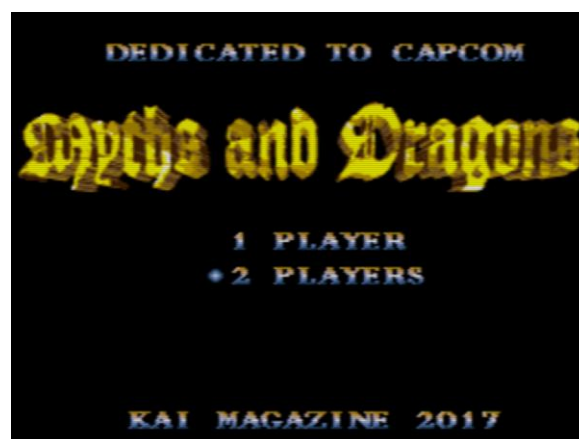 DEDICATED TO CAPCOM
Myths and Dragons
1 PLAYER
2 PLAYERS
KAI MAGAZINE 2017